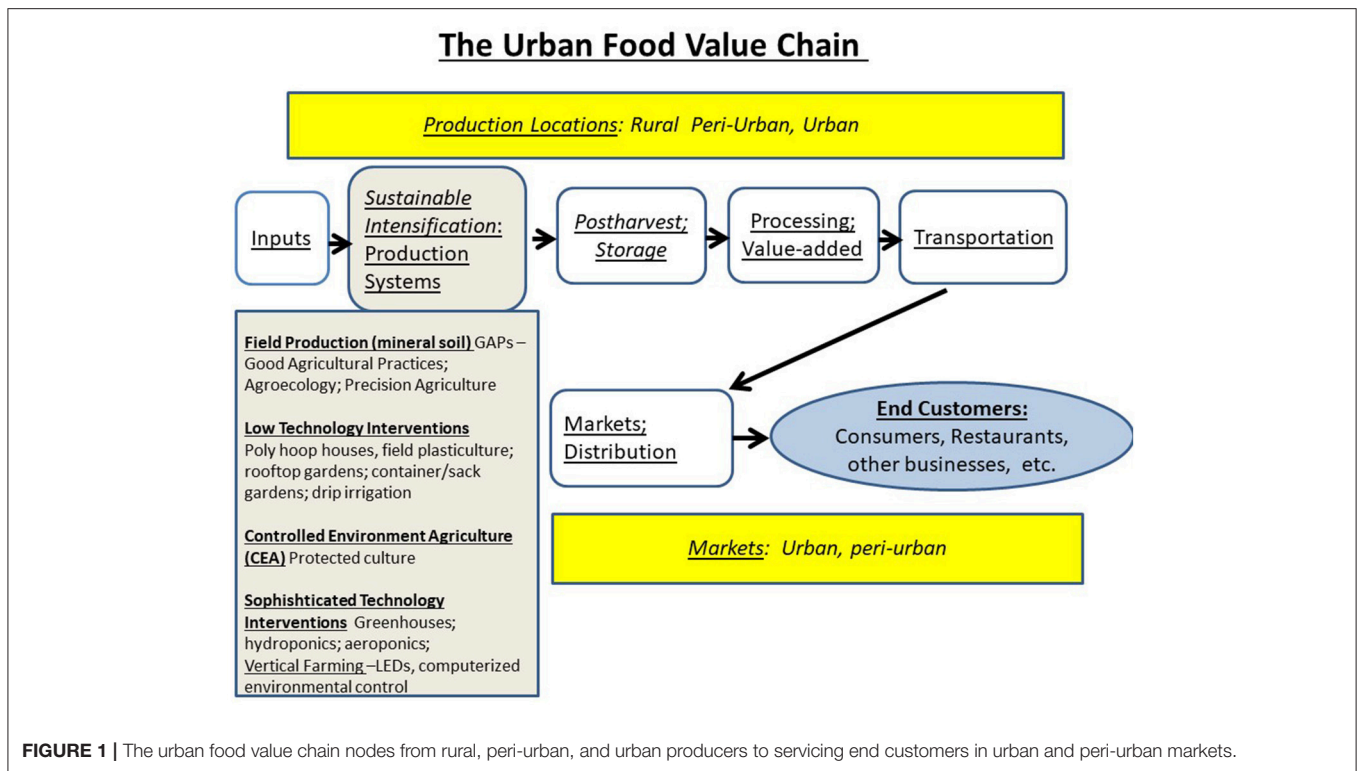 The Urban Food Value Chain
Production Locations: Rural Peri-Urban, Urban
Inputs
Sustainable
Intensification:
Production
Systems
Postharvest;
Storage
Processing;
Value-added
Transportation
Field Production (mineral soil) GAPs –
Good Agricultural Practices;
Agroecology; Precision Agriculture
Low Technology Interventions
Poly hoop houses, field plasticulture;
rooftop gardens; container/sack
gardens; drip irrigation
Controlled Environment Agriculture
(CEA) Protected culture
Sophishticated Technology
Interventions Greenhouses;
hydroponics; aeroponics;
Vertical Farming –LEDs, computerized
environmental control
Markets;
Distribution
End Customers:
Consumers, Restaurants,
other businesses, etc.
Markets: Urban, peri-urban
FIGURE 1 | The urban food value chain nodes from rural, peri-urban, and urban producers to servicing end customers in urban and peri-urban markets.